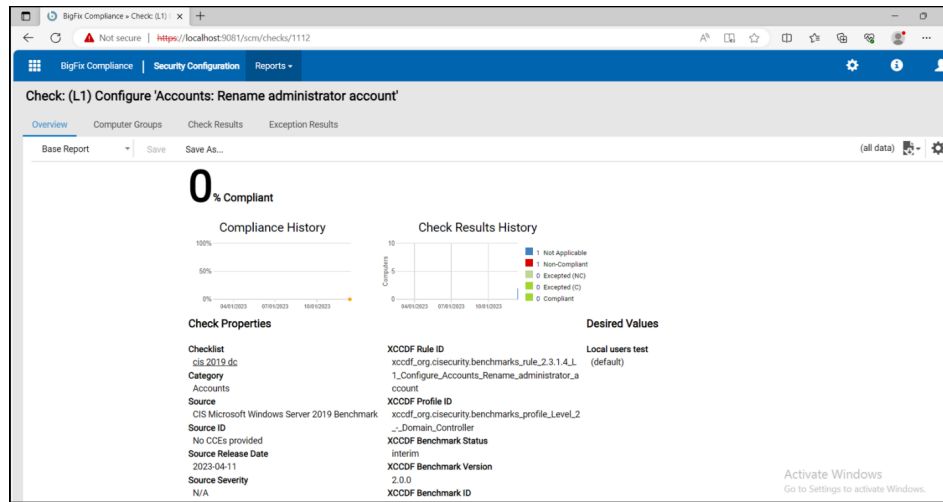 BigFix Compliance » Check: (L1)
Not secure
https://localhost:9081/scm/checks/1112
BigFix Compliance
Security Configuration
Reports
Check: (L1) Configure 'Accounts: Rename administrator account'
Overview
Computer Groups
Check Results
Exception Results
Base Report
Save
Save As...
(all data)
0% Compliant
Compliance History
100%
50%
0%
04/01/2023 07/01/2023 10/01/2023
Check Results History
Computers
10
5
0
04/01/2023 07/01/2023 10/01/2023
1 Not Applicable
1 Non-Compliant
0 Excepted (NC)
0 Excepted (C)
0 Compliant
Check Properties
Checklist
cis 2019 dc
Category
Accounts
Source
CIS Microsoft Windows Server 2019 Benchmark
Source ID
No CCEs provided
Source Release Date
2023-04-11
Source Severity
N/A
XCCDF Rule ID
xccdf_org.cisecurity.benchmarks_rule_2.3.1.4_L
1_Configure_Accounts_Rename_administrator_a
ccount
XCCDF Profile ID
xccdf_org.cisecurity.benchmarks_profile_Level_2
_-_Domain_Controller
XCCDF Benchmark Status
interim
XCCDF Benchmark Version
2.0.0
XCCDF Benchmark ID
Desired Values
Local users test
(default)
Activate Windows
Go to Settings to activate Windows.